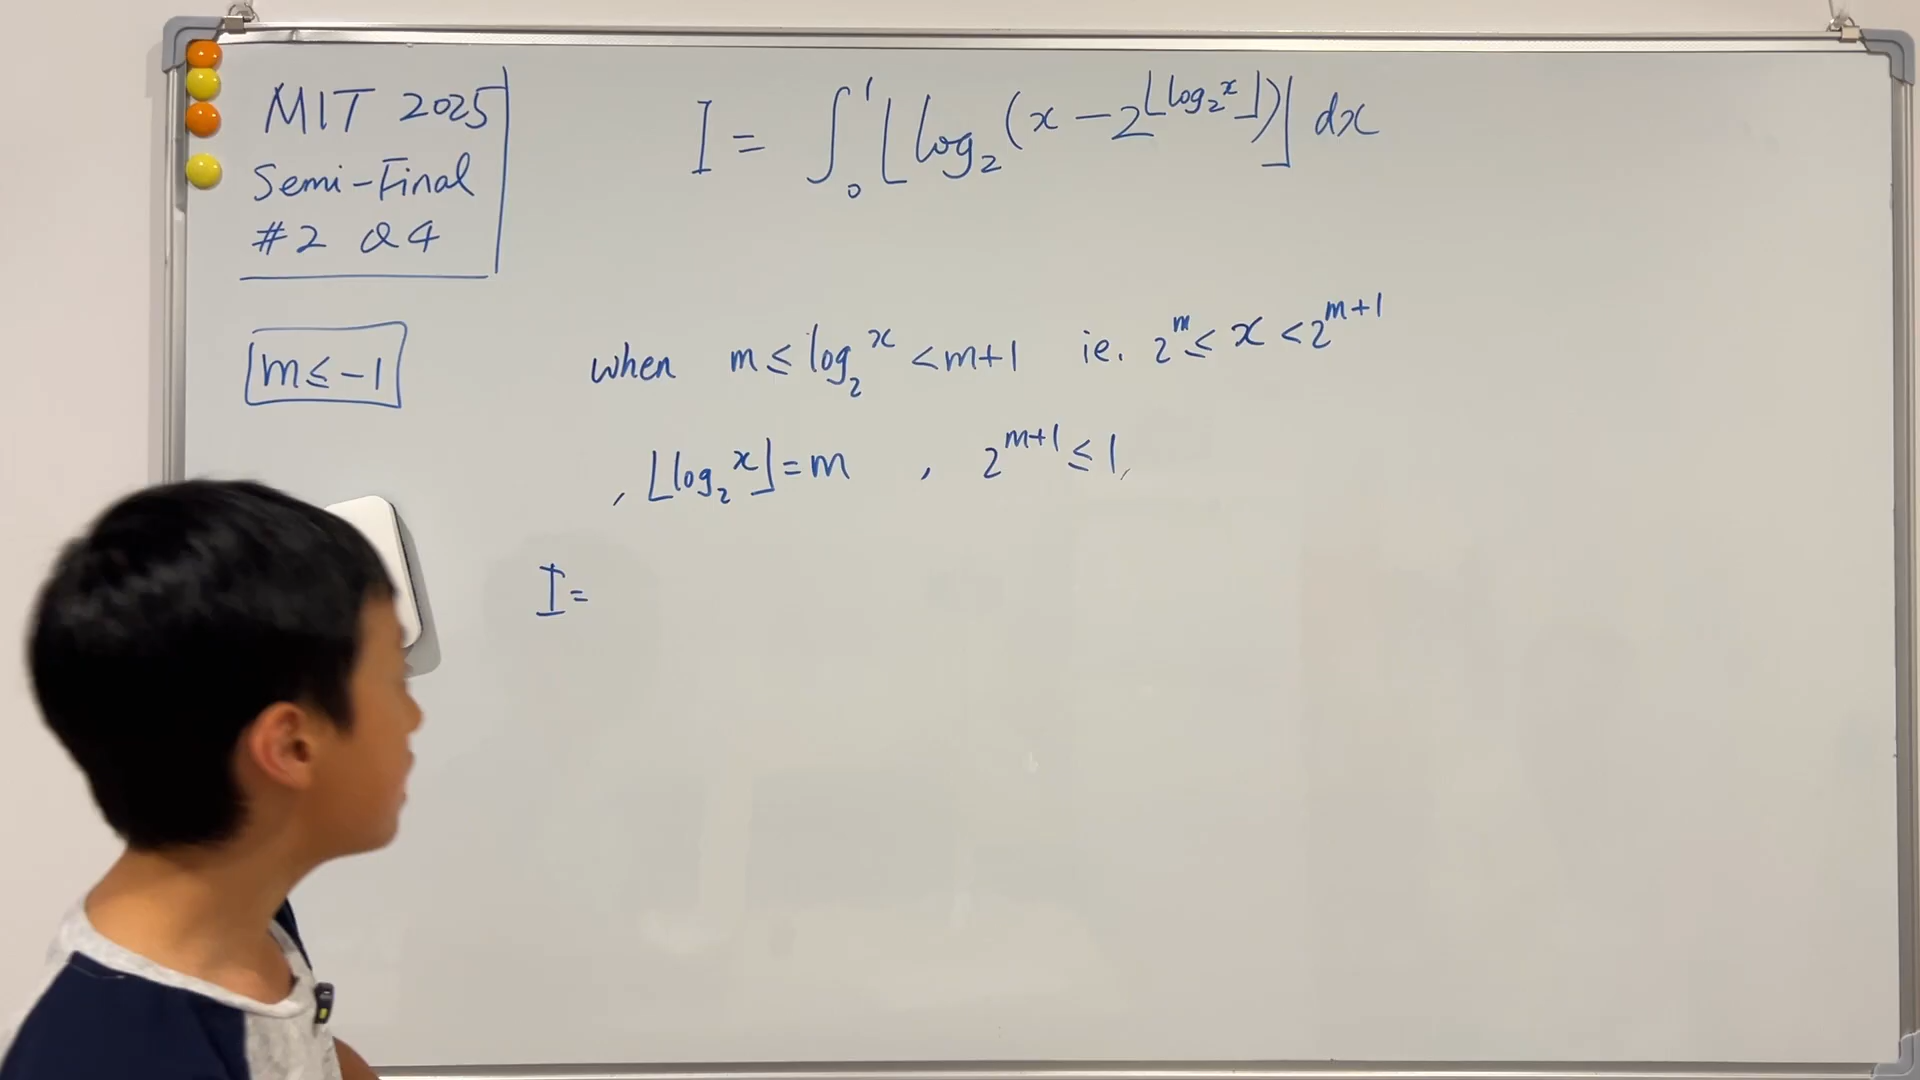 MIT 2025
Semi-Final
#2 Q4
I = ∫₀¹ ⌊log₂(x − 2^⌊log₂x⌋)⌋ dx
m ≤ −1
when m ≤ log₂x < m+1 ie. 2^m ≤ x < 2^(m+1)
, ⌊log₂x⌋ = m , 2^(m+1) ≤ 1,
I =